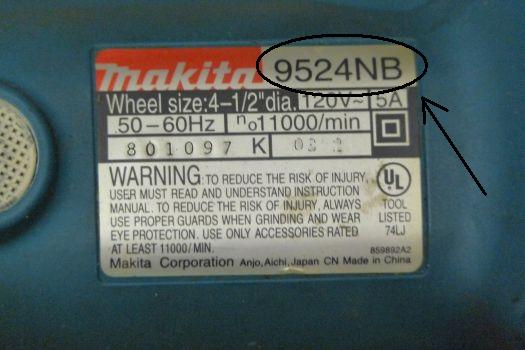 makita 9524NB
Wheel size:4-1/2"dia. 120V~ 5A
50-60Hz no11000/min
801097 K
WARNING: TO REDUCE THE RISK OF INJURY,
USER MUST READ AND UNDERSTAND INSTRUCTION
MANUAL. TO REDUCE THE RISK OF INJURY, ALWAYS
USE PROPER GUARDS WHEN GRINDING AND WEAR
EYE PROTECTION. USE ONLY ACCESSORIES RATED
AT LEAST 11000/MIN.
UL
TOOL
LISTED
74LJ
859892A2
Makita Corporation Anjo,Aichi,Japan CN Made in China